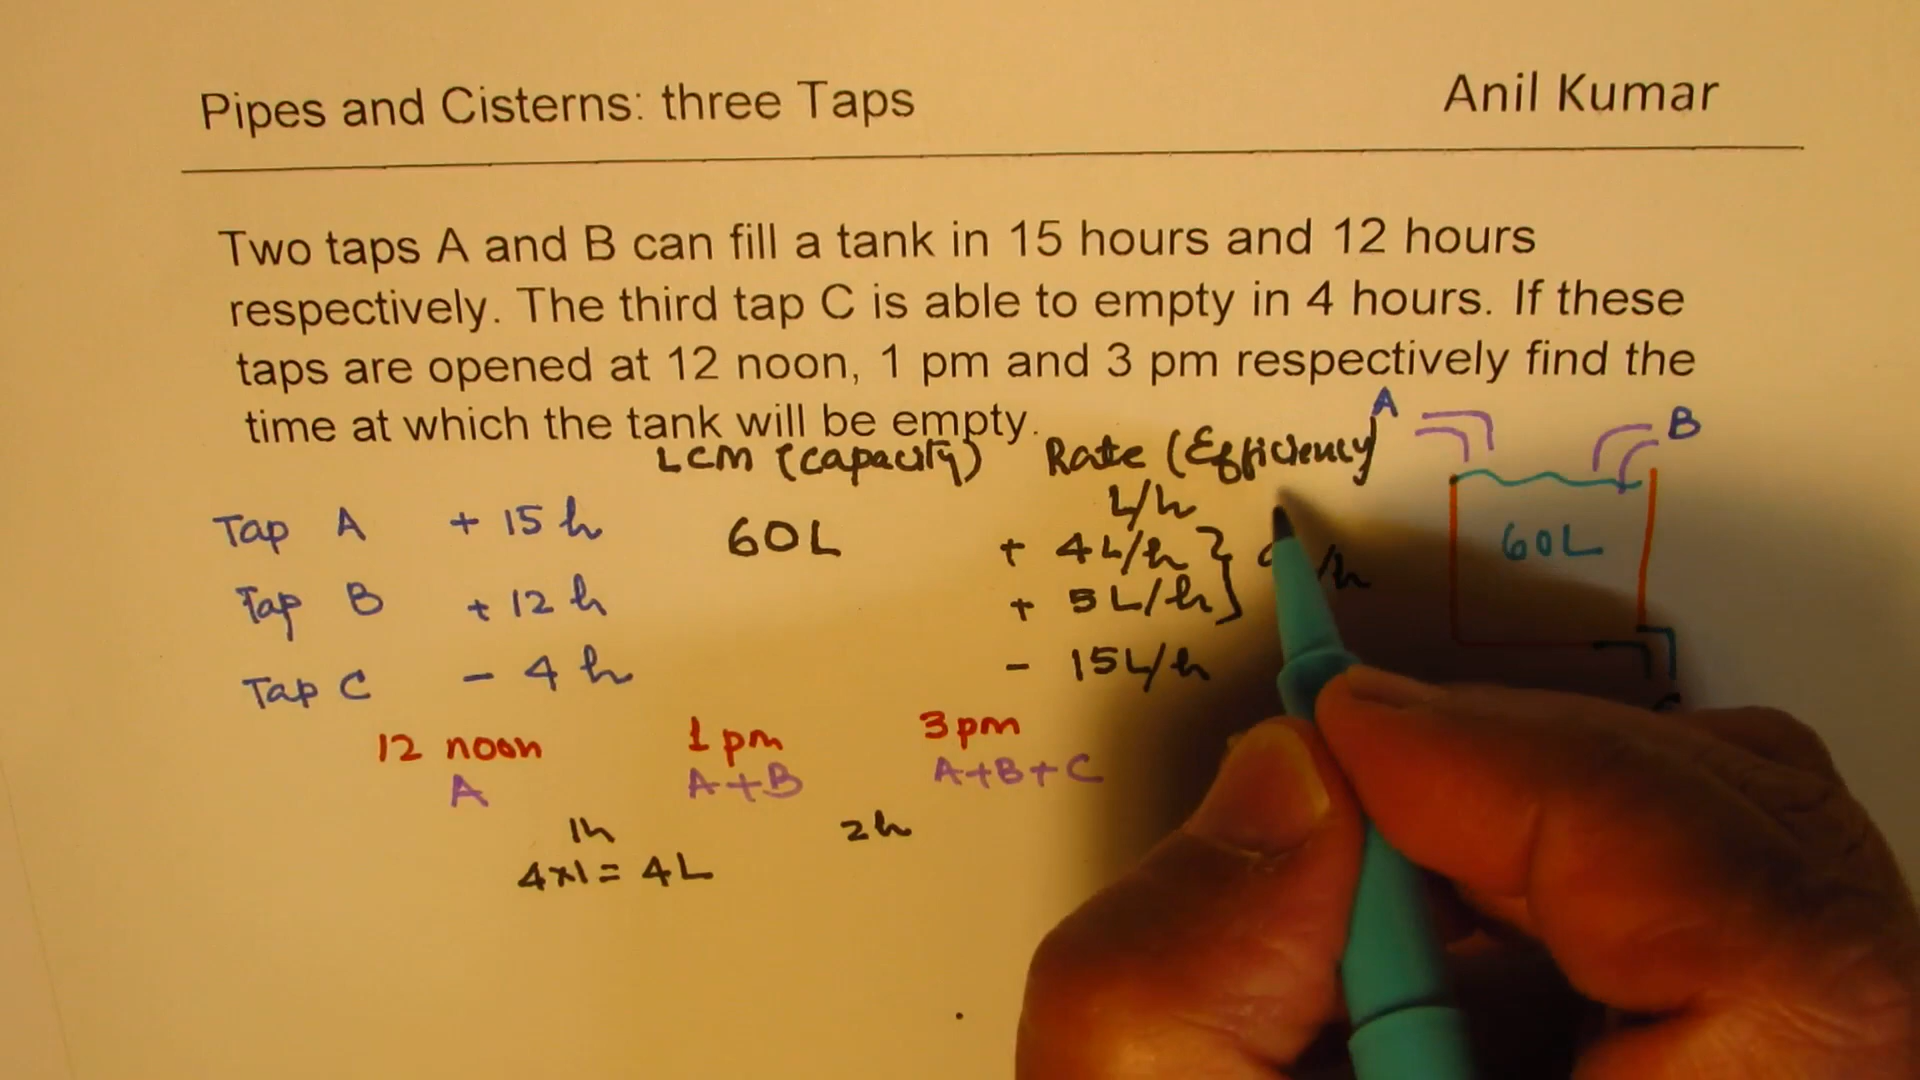 Pipes and Cisterns: three Taps
Anil Kumar
Two taps A and B can fill a tank in 15 hours and 12 hours
respectively. The third tap C is able to empty in 4 hours. If these
taps are opened at 12 noon, 1 pm and 3 pm respectively find the
time at which the tank will be empty.
A
B
LCM (capacity)
Rate (Efficiency)
L/h
Tap A + 15 h
60L
+ 4L/h
/h
60L
Tap B + 12 h
+ 5L/h
Tap C - 4 h
- 15L/h
12 noon
1 pm
3 pm
A
A+B
A+B+C
1h
2h
4x1 = 4L